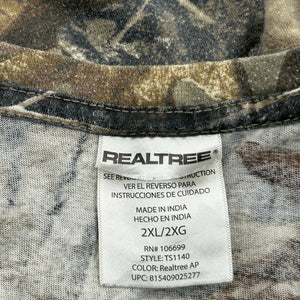 REALTREE®
SEE REVERSE FOR CARE INSTRUCTION
VER EL REVERSO PARA
INSTRUCCIONES DE CUIDADO
MADE IN INDIA
HECHO EN INDIA
2XL/2XG
RN# 106699
STYLE: TS1140
COLOR: Realtree AP
UPC: 815409025277